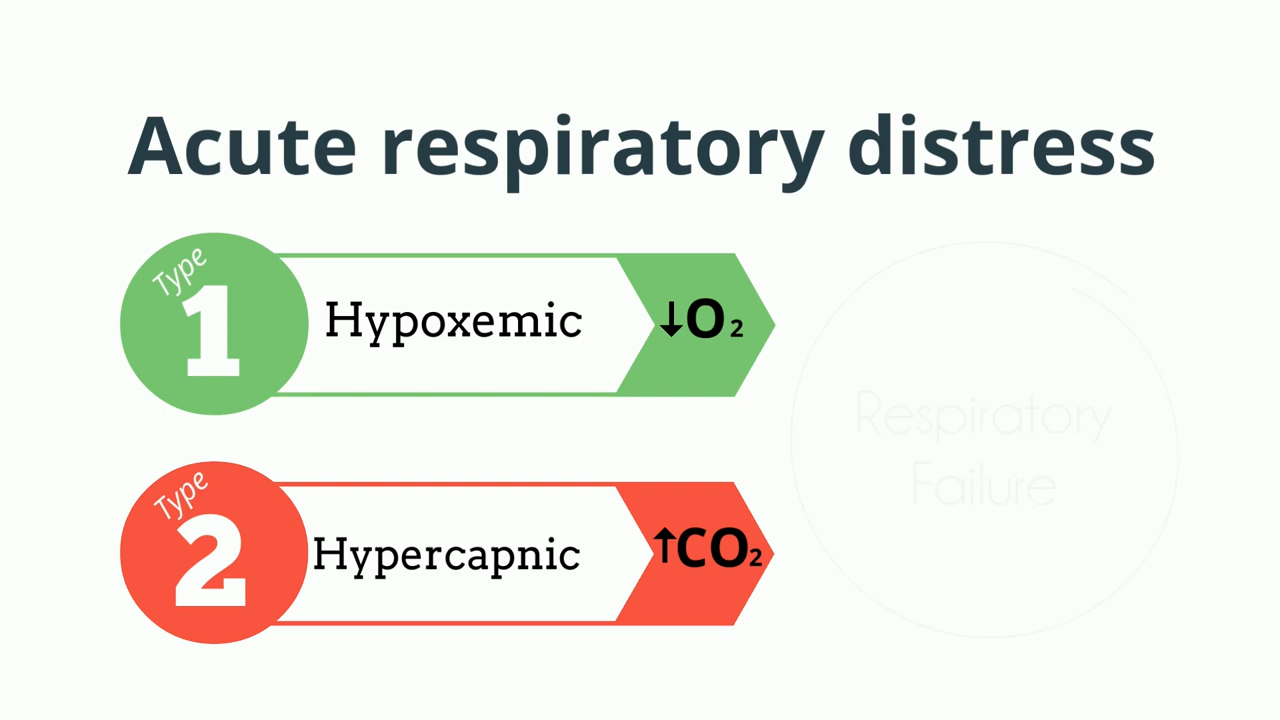 Acute respiratory distress
Type
1
Hypoxemic
↓O₂
Type
2
Hypercapnic
↑CO₂
Respiratory
Failure